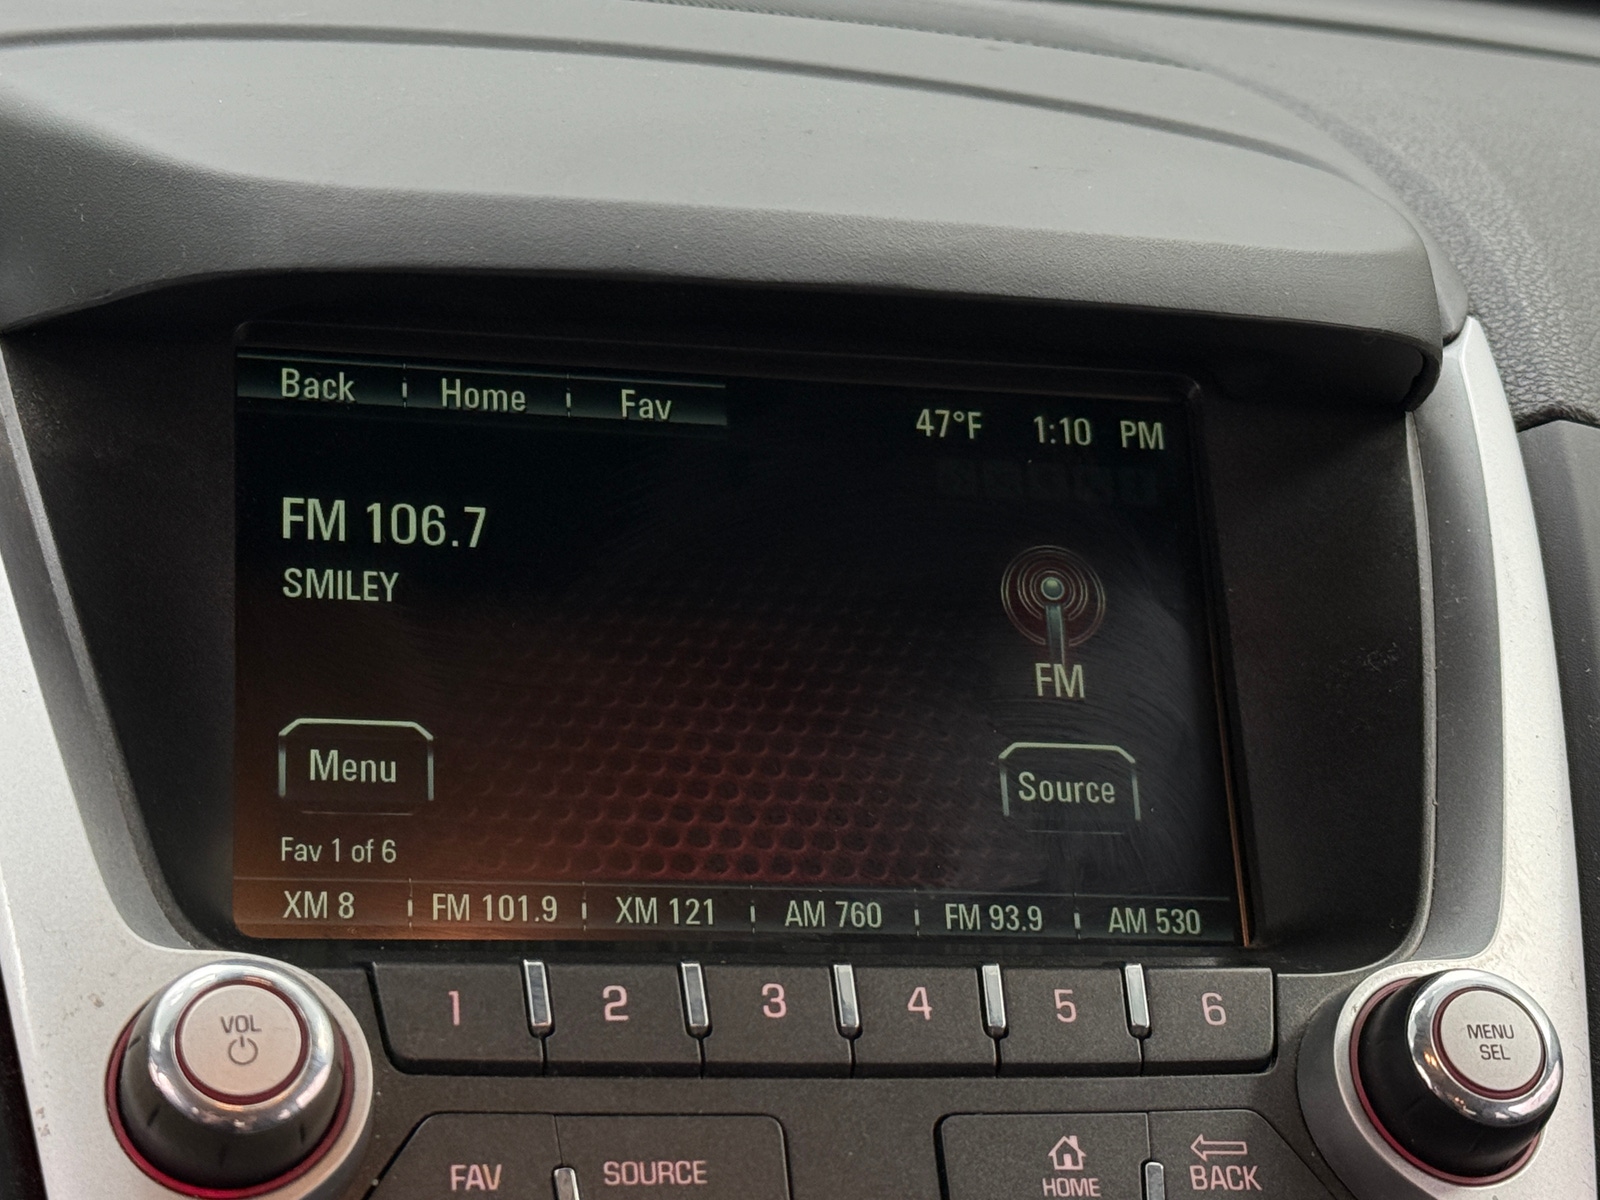 Back Home Fav 47°F 1:10 PM
FM 106.7
SMILEY
FM
Menu Source
Fav 1 of 6
XM 8 FM 101.9 XM 121 AM 760 FM 93.9 AM 530
1 2 3 4 5 6
VOL
MENU
SEL
FAV SOURCE HOME BACK